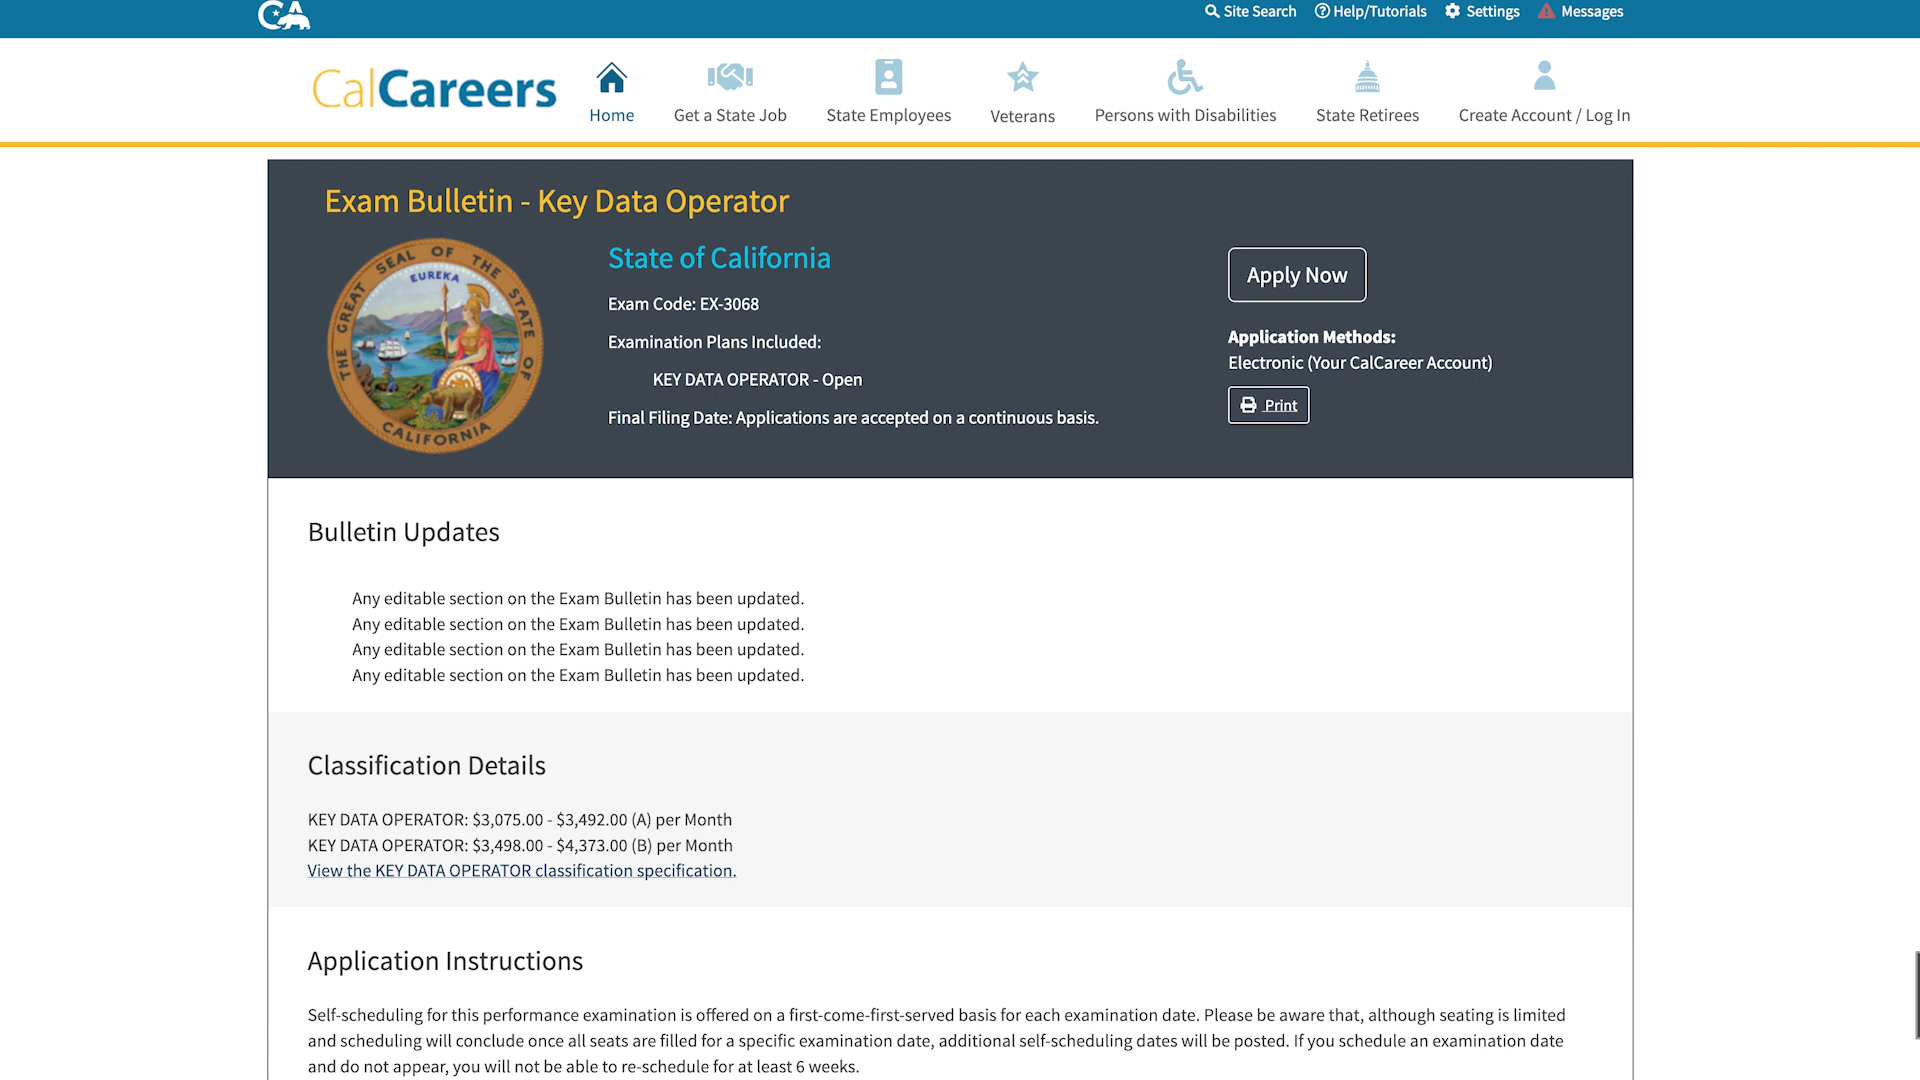 CA
Site Search
Help/Tutorials
Settings
Messages
CalCareers
Home
Get a State Job
State Employees
Veterans
Persons with Disabilities
State Retirees
Create Account / Log In
Exam Bulletin - Key Data Operator
THE GREAT SEAL OF THE STATE OF CALIFORNIA
EUREKA
State of California
Exam Code: EX-3068
Examination Plans Included:
KEY DATA OPERATOR - Open
Final Filing Date: Applications are accepted on a continuous basis.
Apply Now
Application Methods:
Electronic (Your CalCareer Account)
Print
Bulletin Updates
Any editable section on the Exam Bulletin has been updated.
Any editable section on the Exam Bulletin has been updated.
Any editable section on the Exam Bulletin has been updated.
Any editable section on the Exam Bulletin has been updated.
Classification Details
KEY DATA OPERATOR: $3,075.00 - $3,492.00 (A) per Month
KEY DATA OPERATOR: $3,498.00 - $4,373.00 (B) per Month
View the KEY DATA OPERATOR classification specification.
Application Instructions
Self-scheduling for this performance examination is offered on a first-come-first-served basis for each examination date. Please be aware that, although seating is limited
and scheduling will conclude once all seats are filled for a specific examination date, additional self-scheduling dates will be posted. If you schedule an examination date
and do not appear, you will not be able to re-schedule for at least 6 weeks.